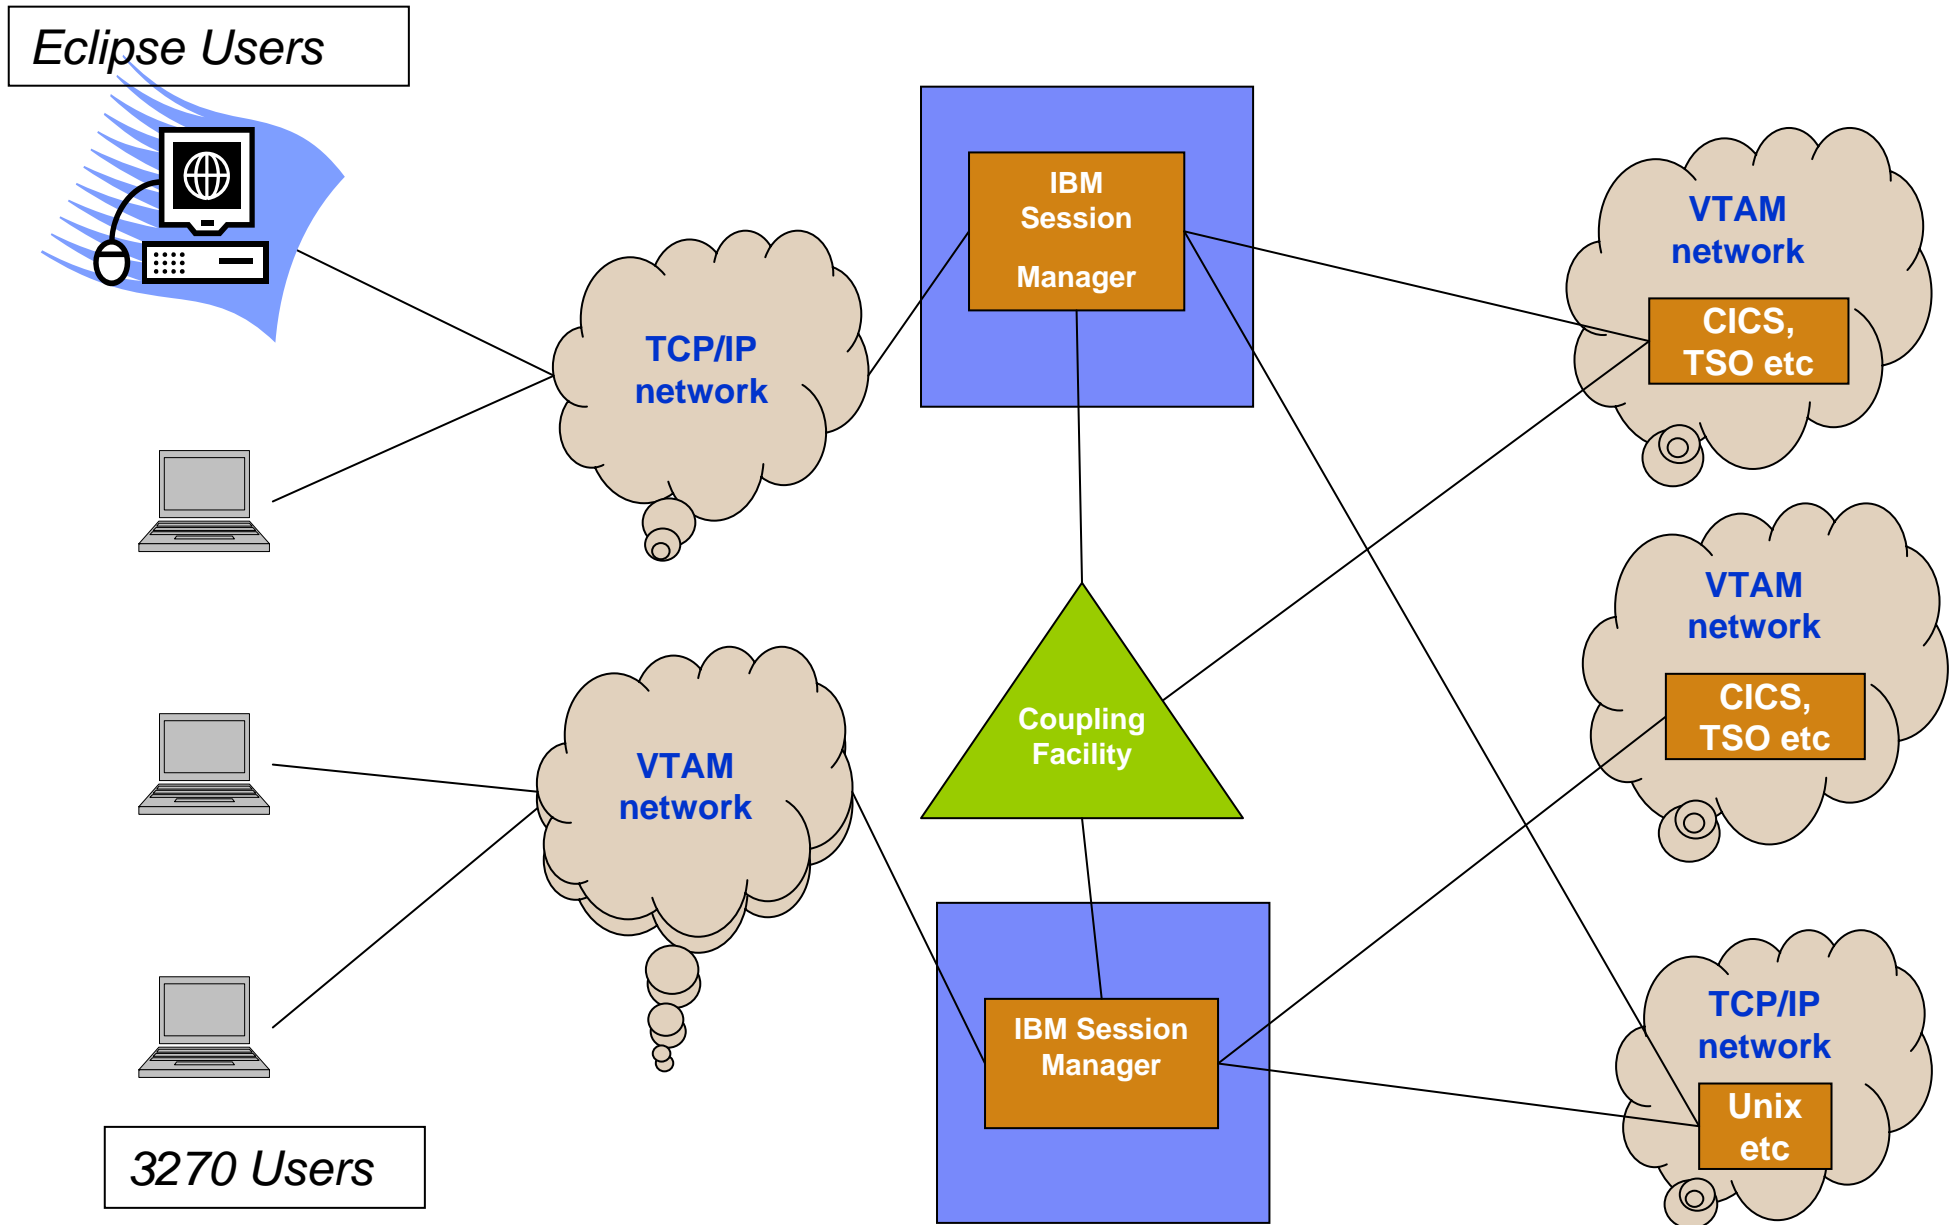 Eclipse Users
IBM
Session
Manager
VTAM
network
CICS,
TSO etc
TCP/IP
network
VTAM
network
CICS,
TSO etc
Coupling
Facility
VTAM
network
TCP/IP
network
Unix
etc
IBM Session
Manager
3270 Users